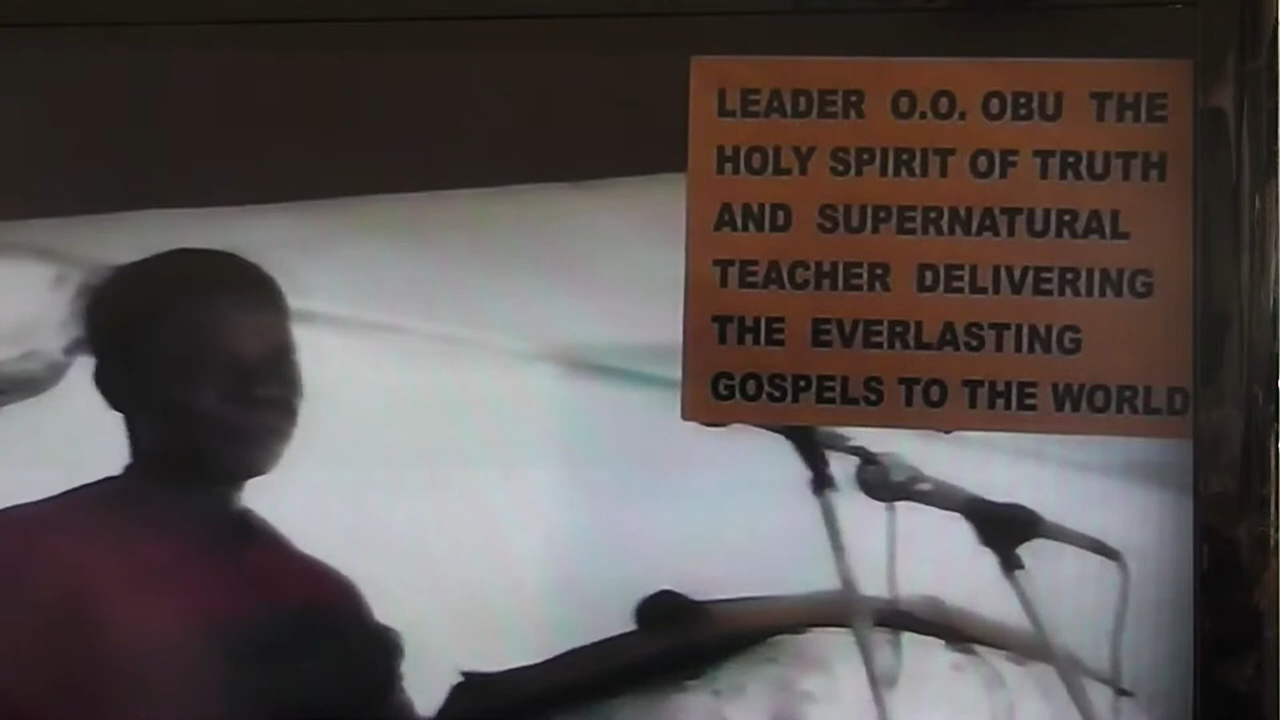 LEADER O.O. OBU THE
HOLY SPIRIT OF TRUTH
AND SUPERNATURAL
TEACHER DELIVERING
THE EVERLASTING
GOSPELS TO THE WORLD